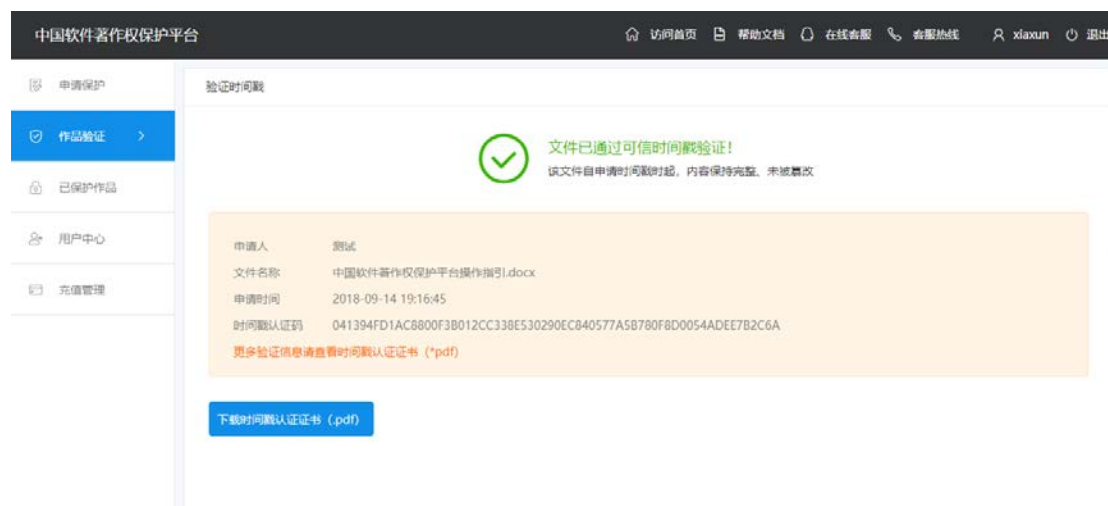 中国软件著作权保护平台
访问首页 帮助文档 在线客服 客服热线 xiaxun 退出
申请保护
作品验证
已保护作品
用户中心
充值管理
验证时间戳
文件已通过可信时间戳验证!
该文件自申请时间戳时起,内容保持完整、未被篡改
申请人 测试
文件名称 中国软件著作权保护平台操作指引.docx
申请时间 2018-09-14 19:16:45
时间戳认证码 041394FD1AC8800F3B012CC338E530290EC840577A5B780F8D0054ADEE7B2C6A
更多验证信息请查看时间戳认证证书 (*pdf)
下载时间戳认证证书 (.pdf)